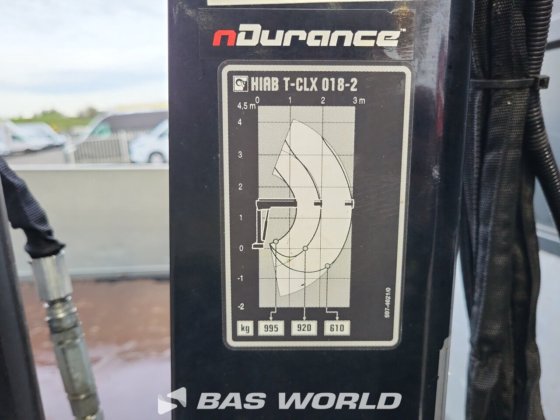 nDurance™
HIAB T-CLX 018-2
4,5 m 0 1 2 3 m
4
3
2
1
0
-1
-2
kg 995 920 610
BAS WORLD